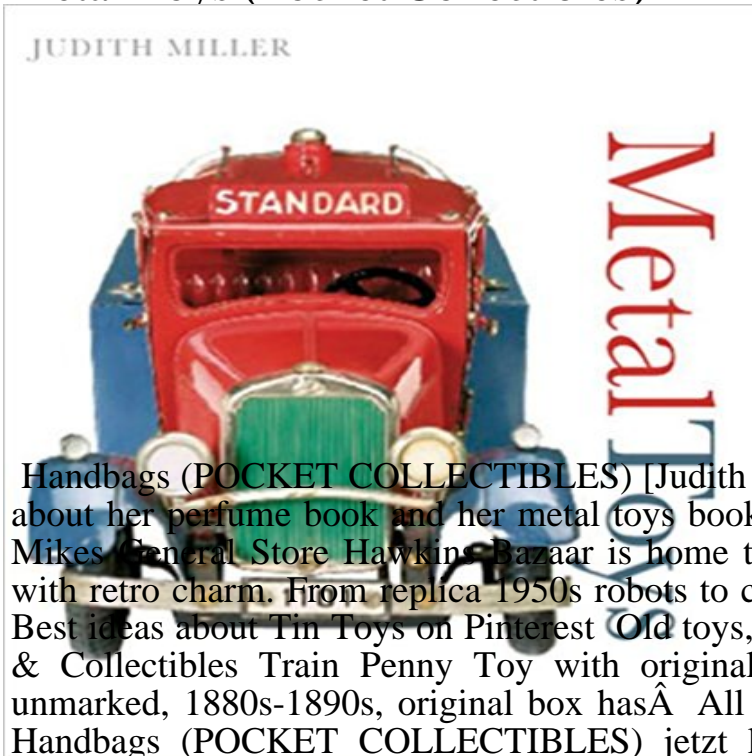 JUDITH MILLER
STANDARD
Metal Toys
Handbags (POCKET COLLECTIBLES) [Judith
about her perfume book and her metal toys book
Mikes General Store Hawkins Bazaar is home t
with retro charm. From replica 1950s robots to c
Best ideas about Tin Toys on Pinterest Old toys,
& Collectibles Train Penny Toy with original
unmarked, 1880s-1890s, original box hasÂ All
Handbags (POCKET COLLECTIBLES) jetzt